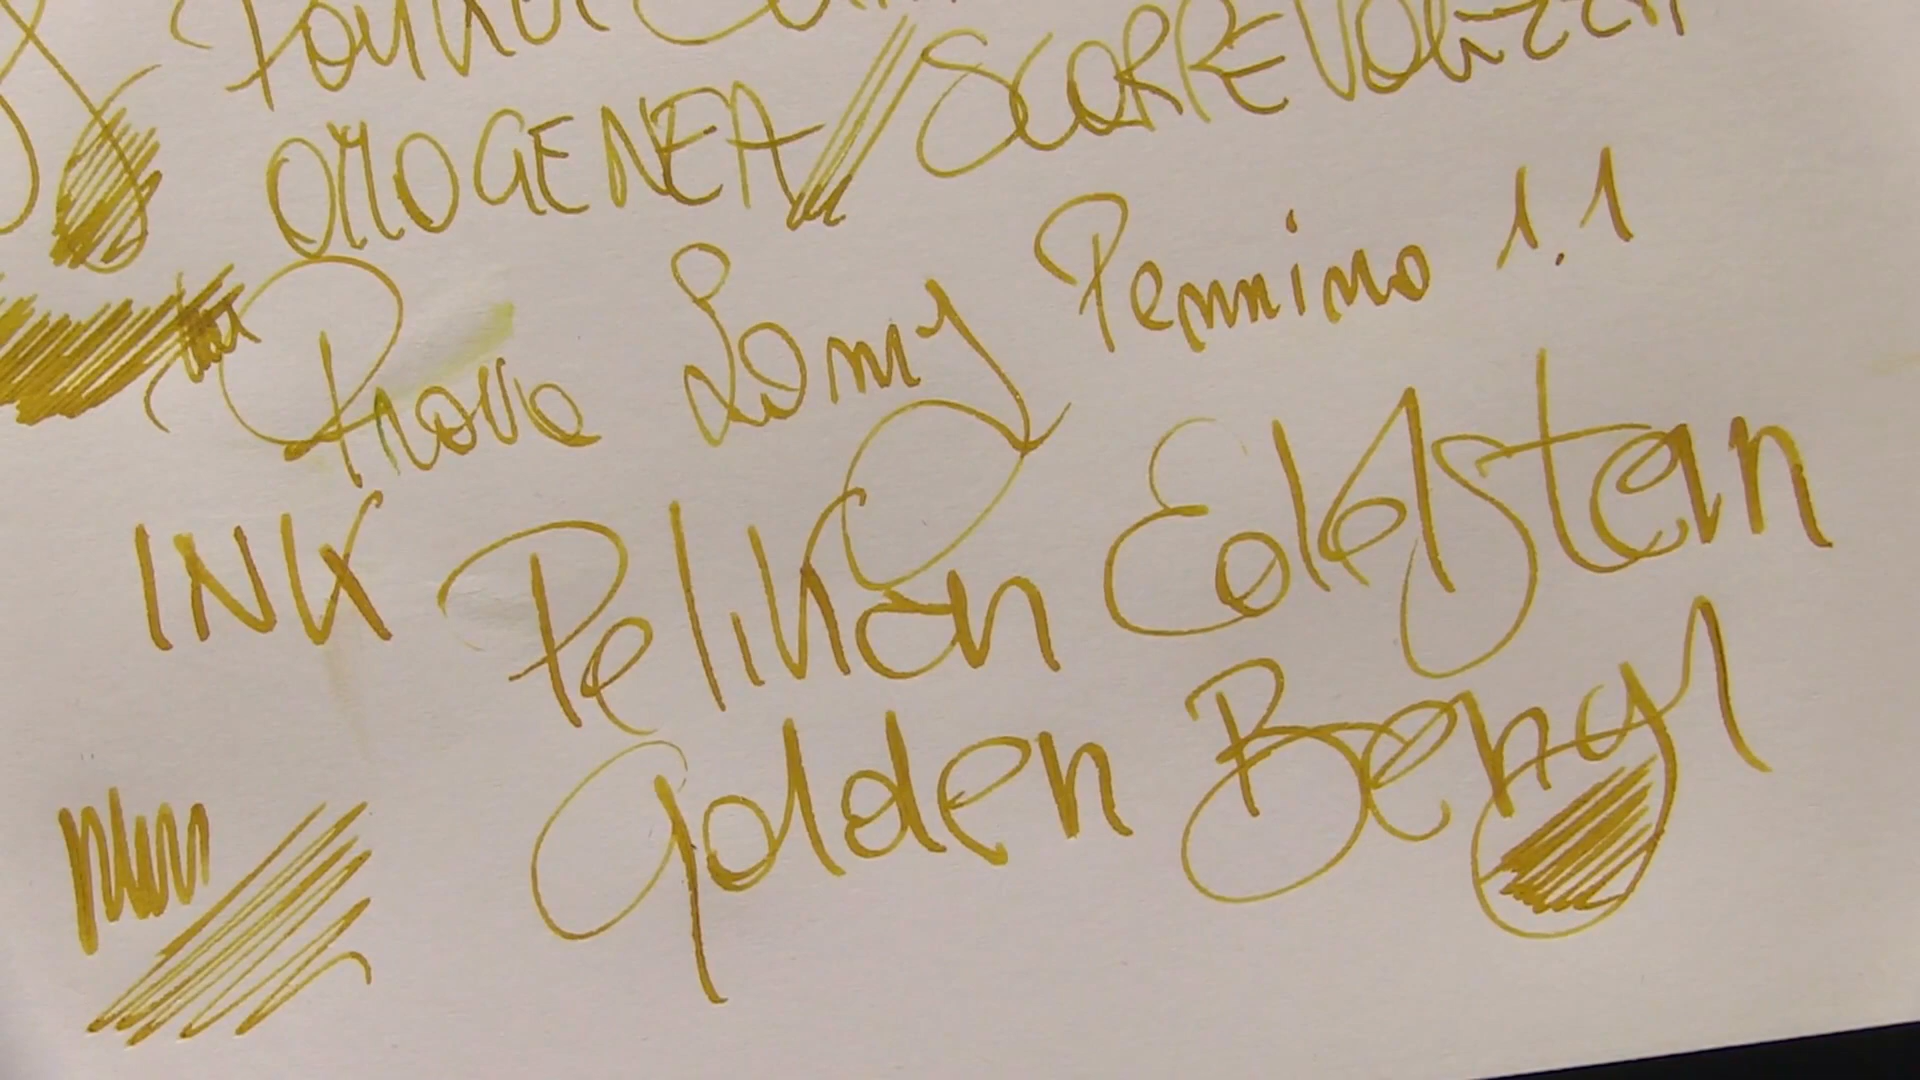 OMOGENEA SCORREVOLEZZA
Prova Lamy Pennino 1.1
INK Pelikan Edelstein
Golden Beryl